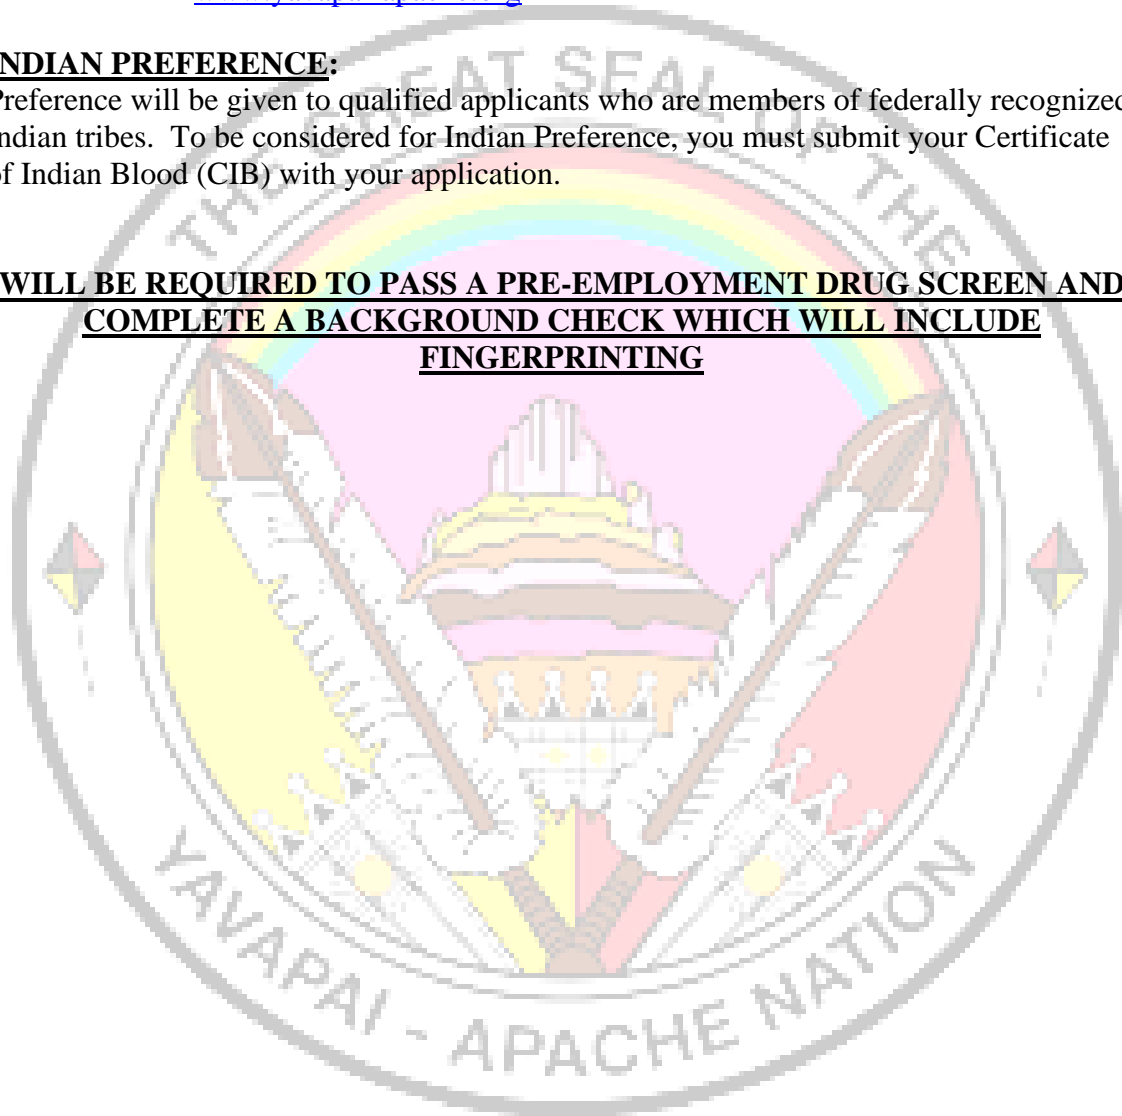 NDIAN PREFERENCE:
Preference will be given to qualified applicants who are members of federally recognized
ndian tribes. To be considered for Indian Preference, you must submit your Certificate
of Indian Blood (CIB) with your application.
WILL BE REQUIRED TO PASS A PRE-EMPLOYMENT DRUG SCREEN AND
COMPLETE A BACKGROUND CHECK WHICH WILL INCLUDE
FINGERPRINTING
THE GREAT SEAL OF THE
YAVAPAI - APACHE NATION